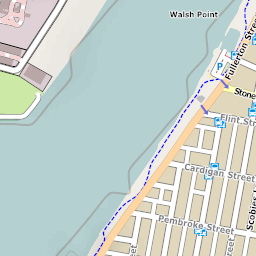 Walsh Point
Fullerton Street
P
Stone
Flint Street
Cardigan Street
Scobie
Pembroke Street